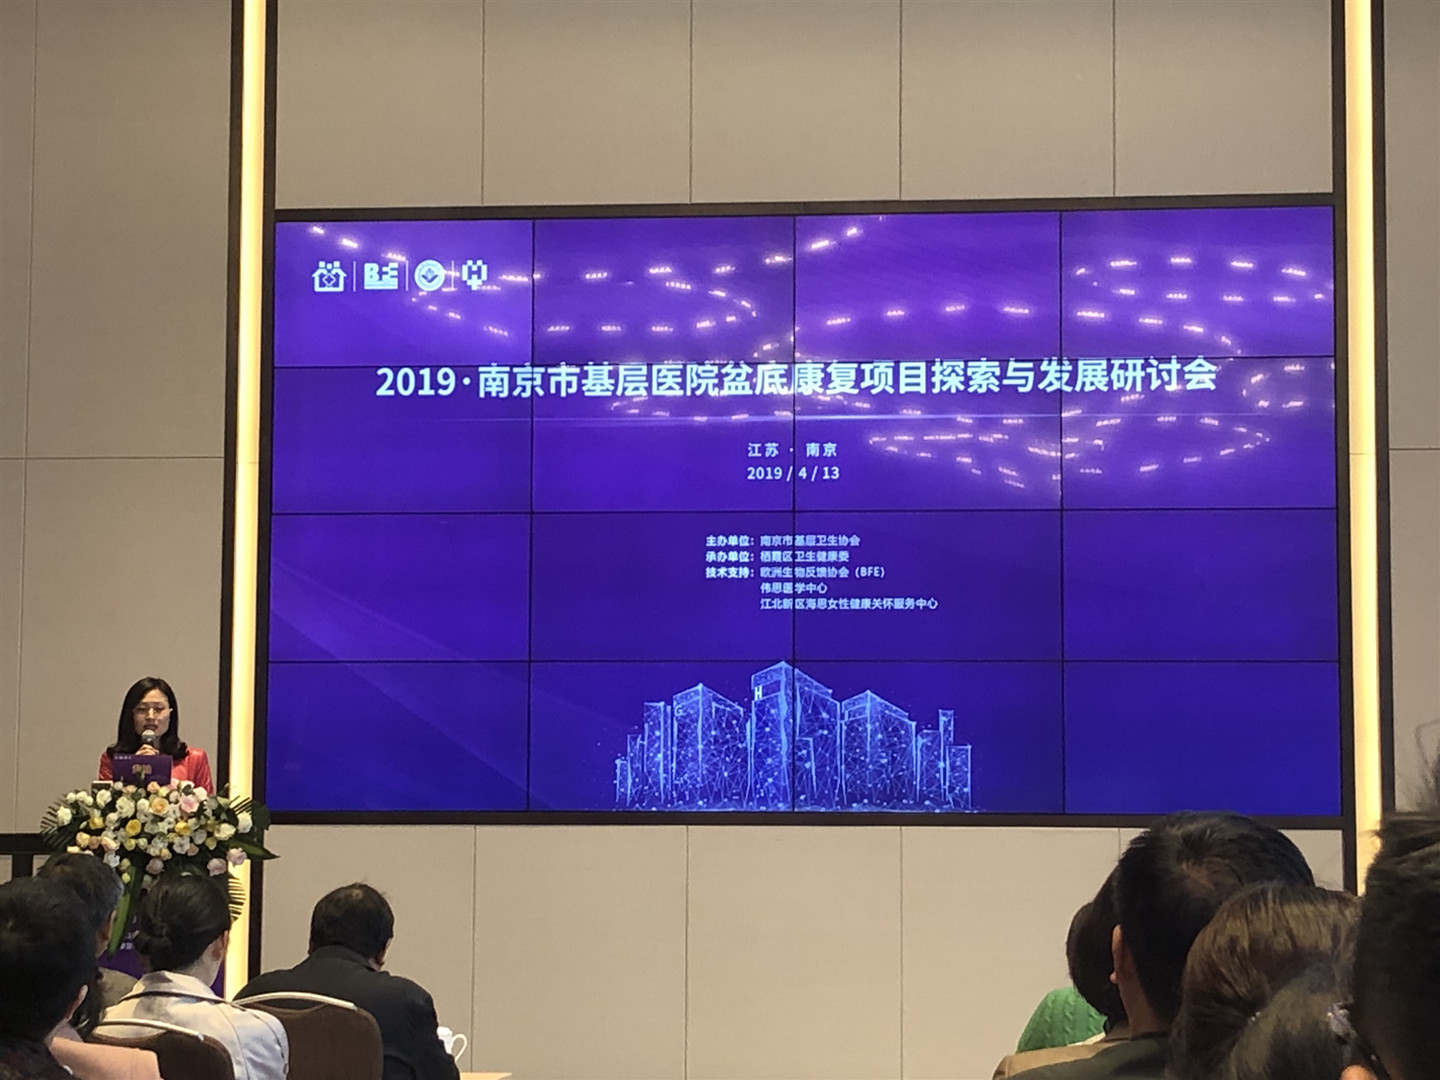 BFE
2019·南京市基层医院盆底康复项目探索与发展研讨会
江苏 · 南京
2019 / 4 / 13
主办单位：南京市基层卫生协会
承办单位：栖霞区卫生健康委
技术支持：欧洲生物反馈协会（BFE）
伟思医学中心
江北新区海思女性健康关怀服务中心
H